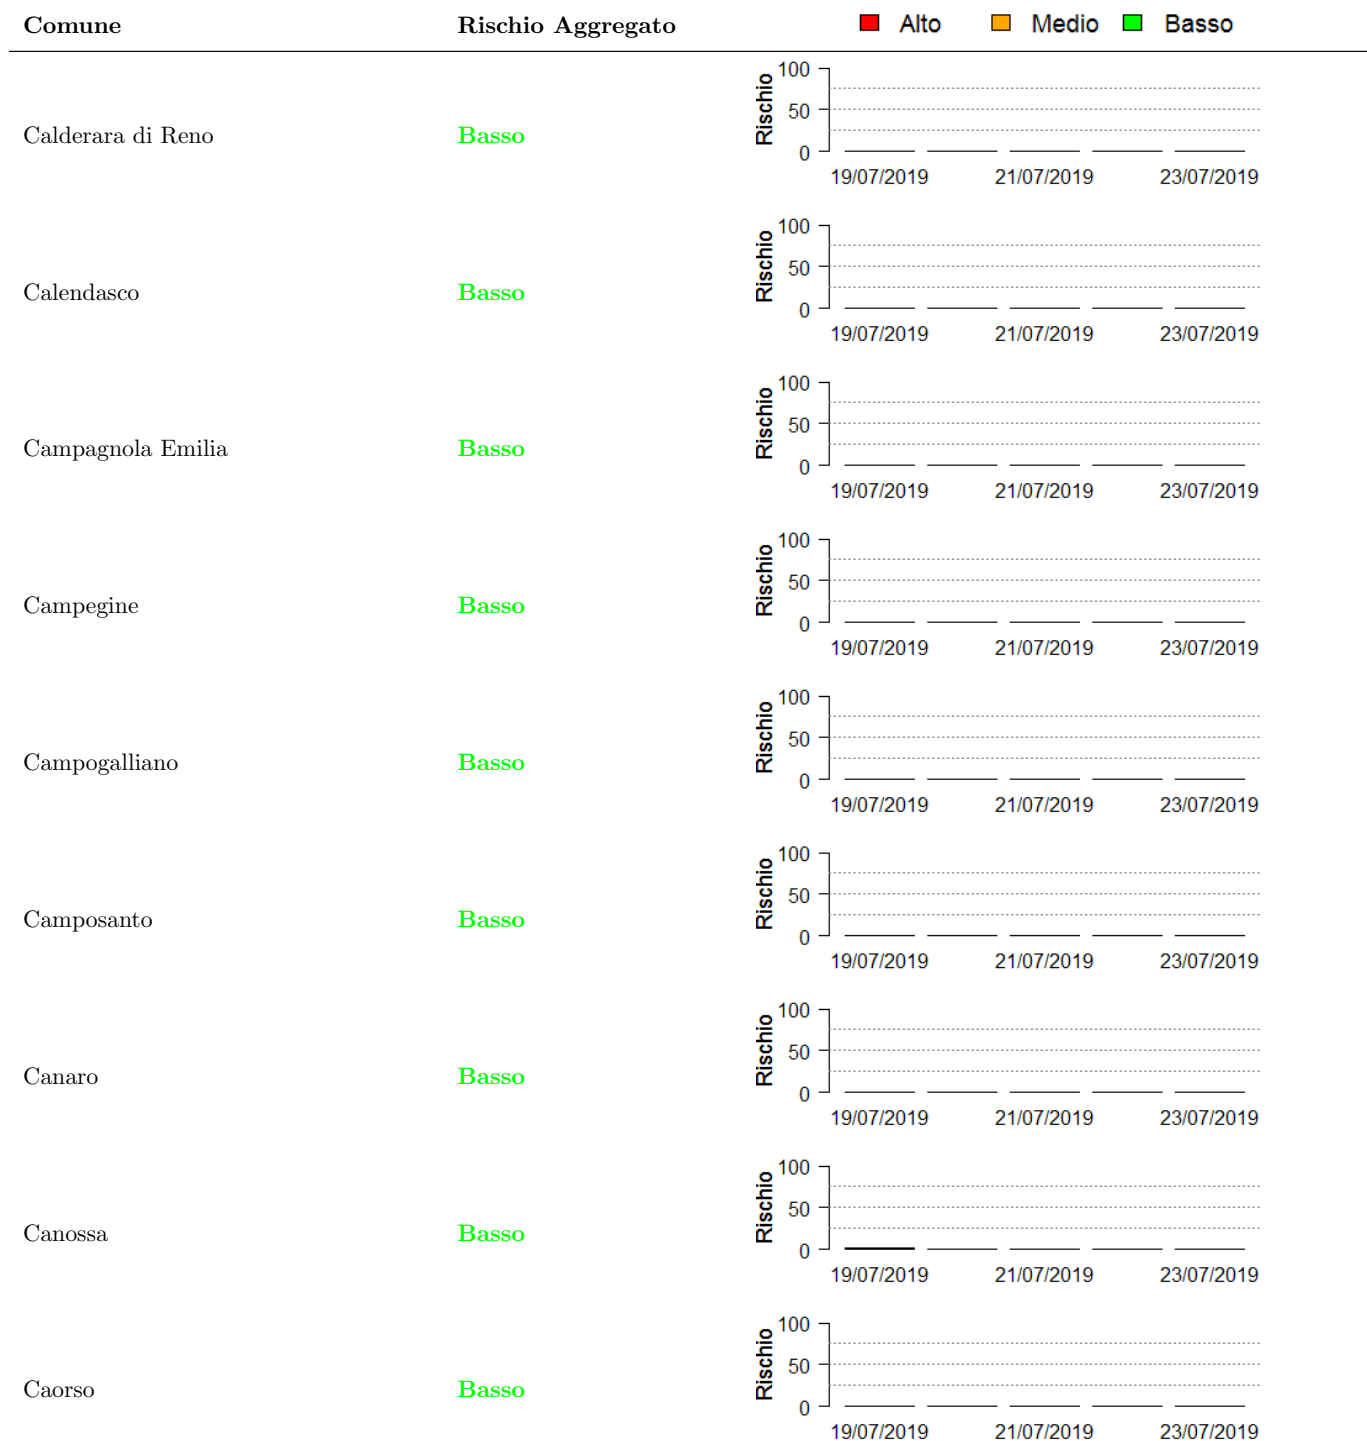 Comune Rischio Aggregato Alto Medio Basso
Calderara di Reno Basso Rischio 100 50 0
19/07/2019 21/07/2019 23/07/2019
Calendasco Basso Rischio 100 50 0
19/07/2019 21/07/2019 23/07/2019
Campagnola Emilia Basso Rischio 100 50 0
19/07/2019 21/07/2019 23/07/2019
Campegine Basso Rischio 100 50 0
19/07/2019 21/07/2019 23/07/2019
Campogalliano Basso Rischio 100 50 0
19/07/2019 21/07/2019 23/07/2019
Camposanto Basso Rischio 100 50 0
19/07/2019 21/07/2019 23/07/2019
Canaro Basso Rischio 100 50 0
19/07/2019 21/07/2019 23/07/2019
Canossa Basso Rischio 100 50 0
19/07/2019 21/07/2019 23/07/2019
Caorso Basso Rischio 100 50 0
19/07/2019 21/07/2019 23/07/2019